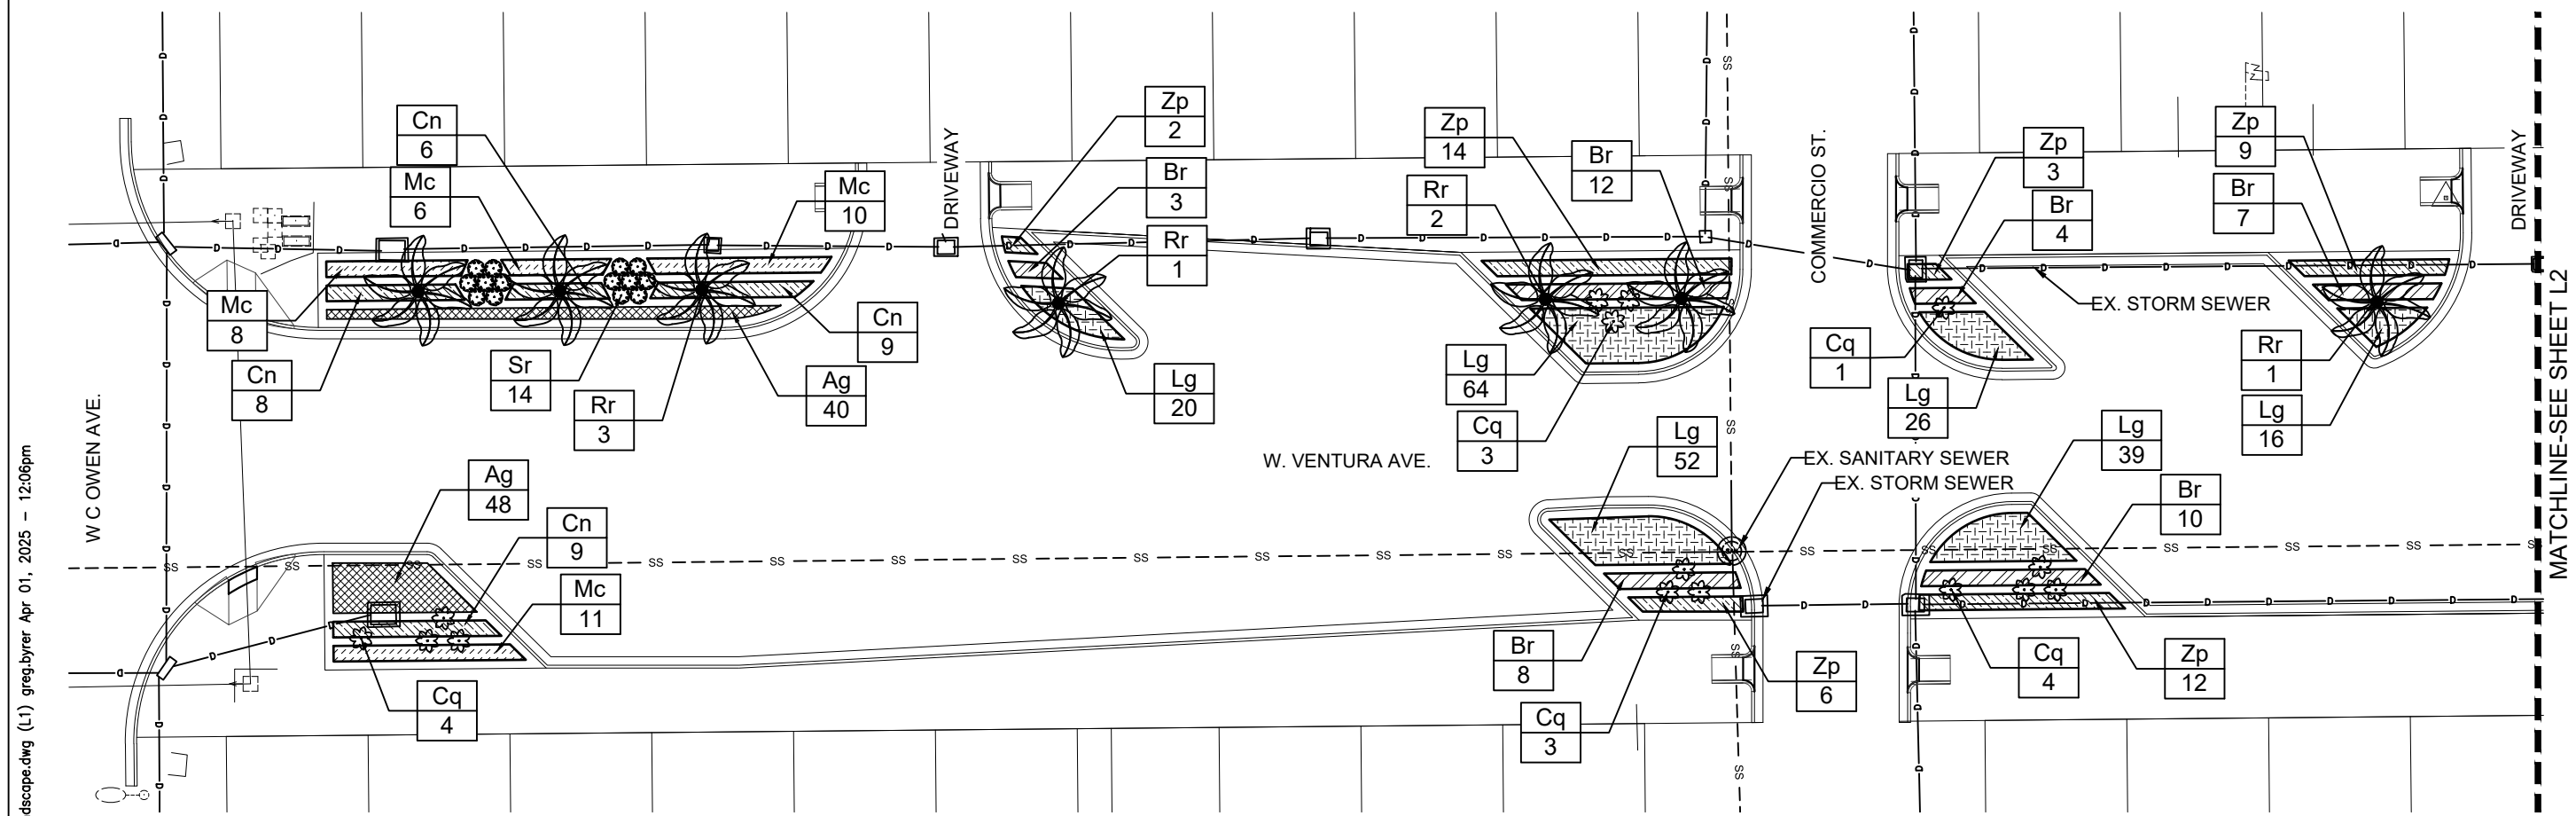 Zp
2
Cn
6
Zp
14
Zp
9
Br
12
Zp
3
DRIVEWAY
COMMERCIO ST.
DRIVEWAY
Mc
6
Mc
10
Br
3
Rr
2
Br
7
Br
4
Rr
1
EX. STORM SEWER
Mc
8
Cn
9
Cq
1
Rr
1
MATCHLINE-SEE SHEET L2
Cn
8
Sr
14
Rr
3
Ag
40
Lg
20
Lg
64
Lg
26
Lg
16
W C OWEN AVE.
Cq
3
Lg
52
Lg
39
W. VENTURA AVE.
EX. SANITARY SEWER
EX. STORM SEWER
Ag
48
Br
10
Cn
9
Mc
11
Br
8
Zp
6
Cq
4
Zp
12
Cq
4
Cq
3
dscape.dwg (L1) greg.byrer Apr 01, 2025 - 12:06pm